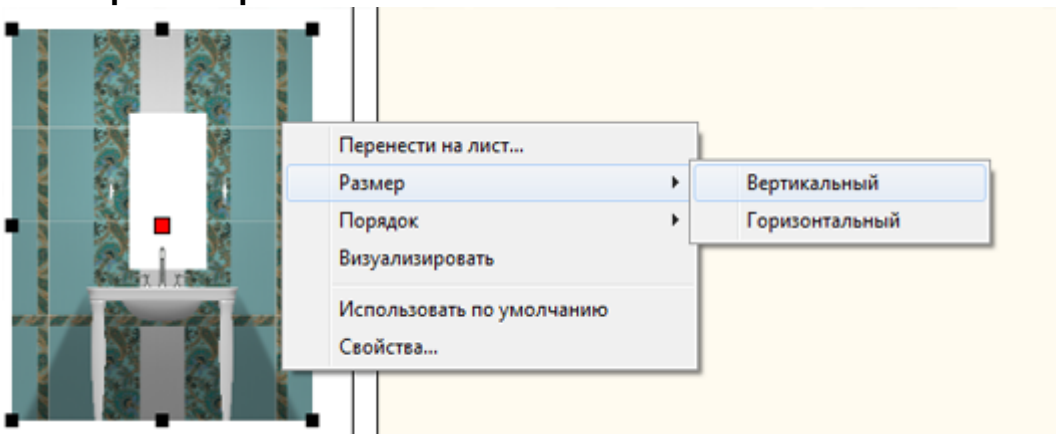 Перенести на лист...
Размер
Вертикальный
Порядок
Горизонтальный
Визуализировать
Использовать по умолчанию
Свойства...